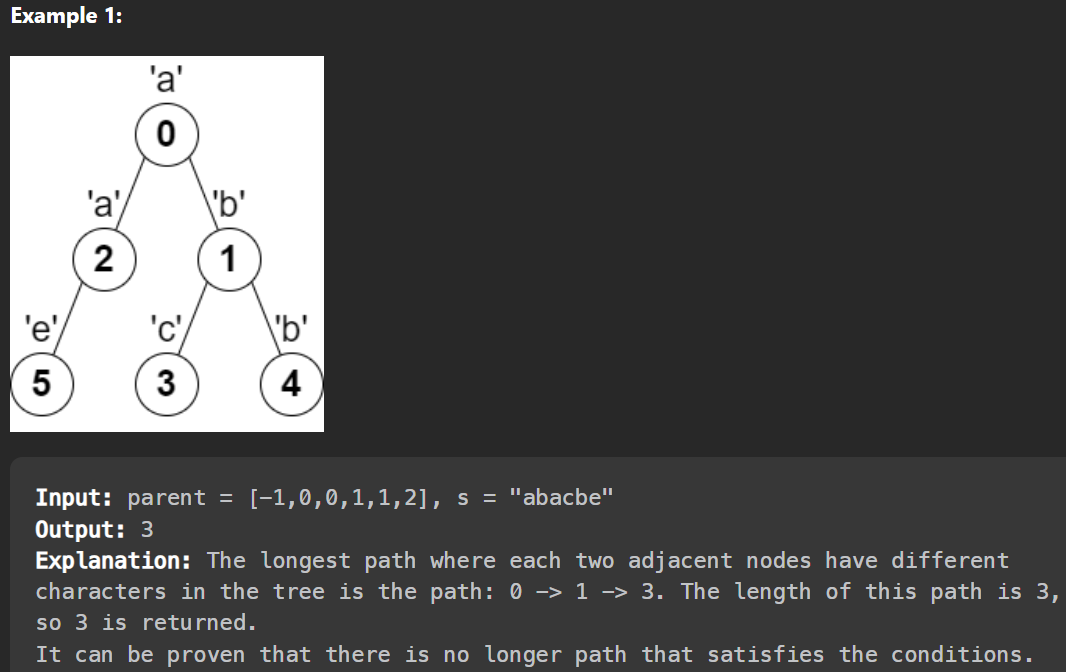 Example 1:
'a'
0
'a' 'b'
2 1
'e' 'c' 'b'
5 3 4
Input: parent = [-1,0,0,1,1,2], s = "abacbe"
Output: 3
Explanation: The longest path where each two adjacent nodes have different
characters in the tree is the path: 0 -> 1 -> 3. The length of this path is 3,
so 3 is returned.
It can be proven that there is no longer path that satisfies the conditions.